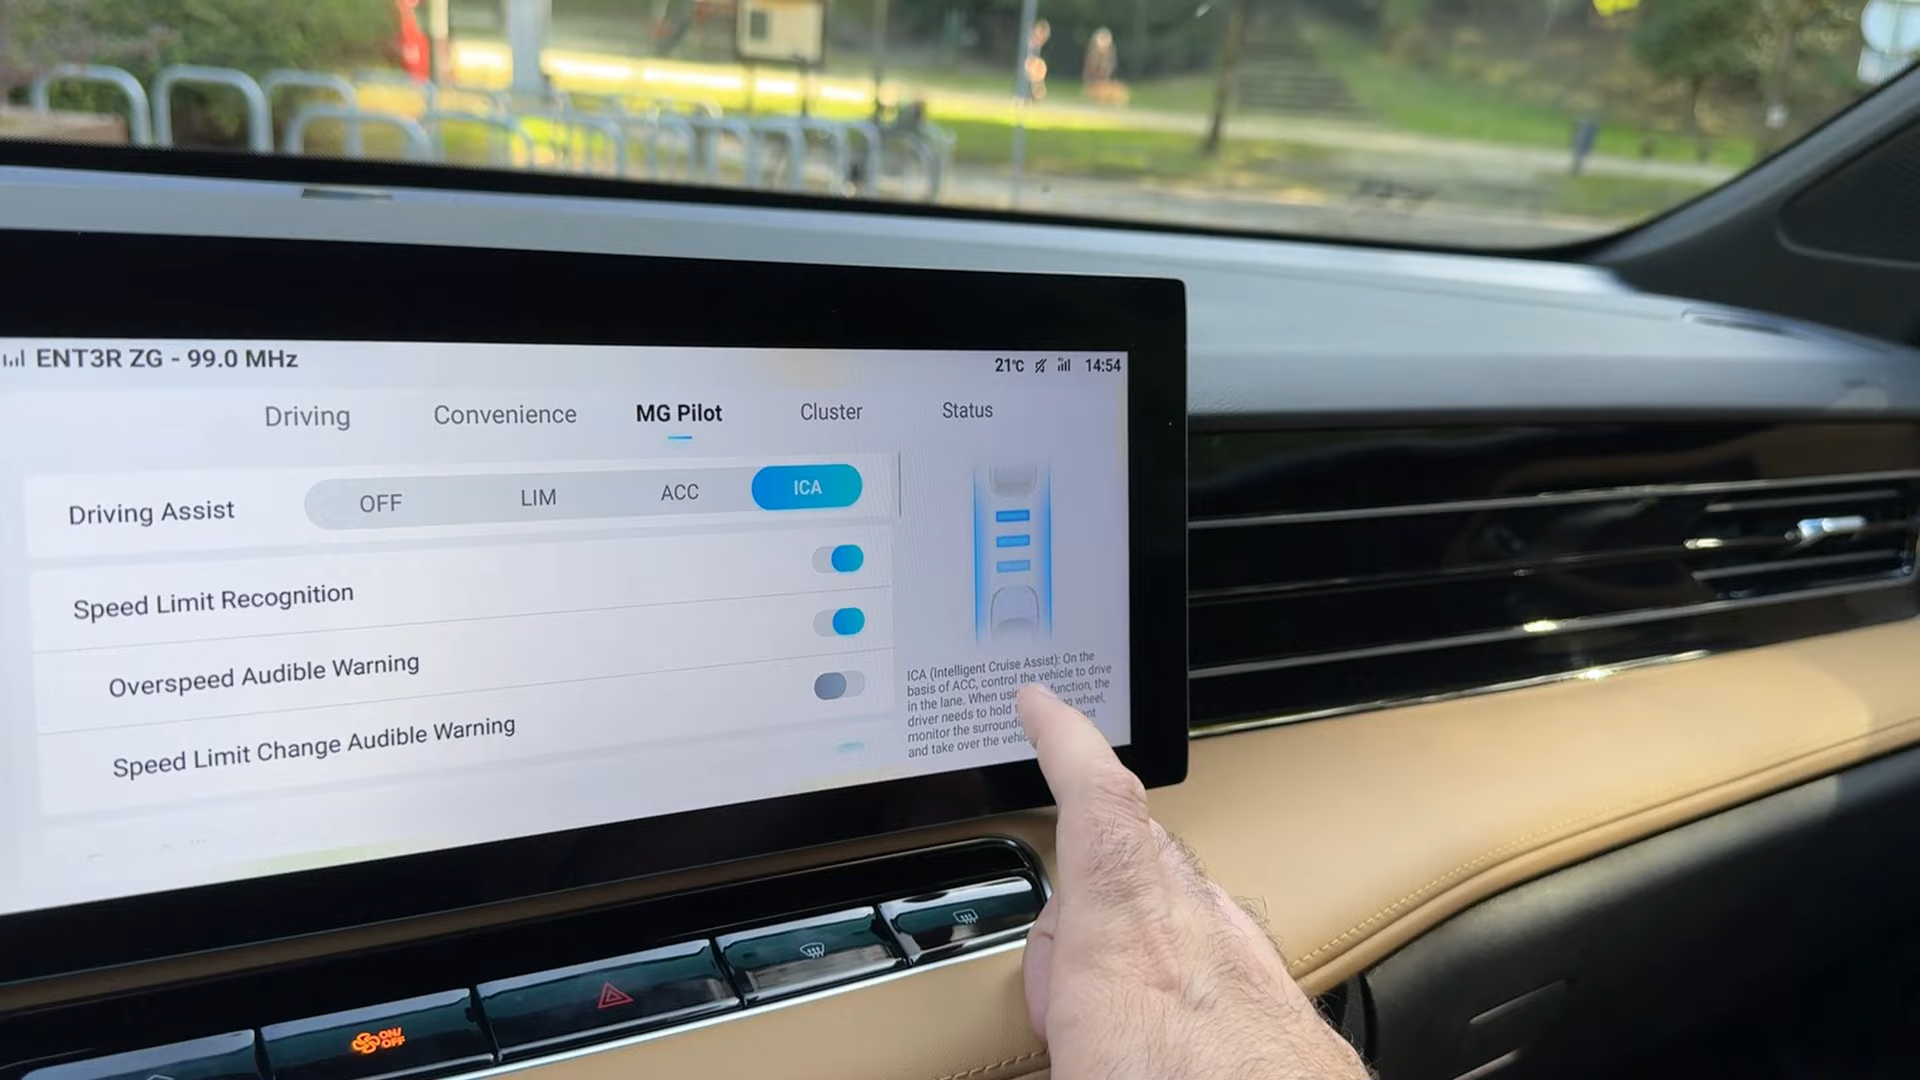 ENT3R ZG - 99.0 MHz
21°C 14:54
Driving Convenience MG Pilot Cluster Status
Driving Assist OFF LIM ACC ICA
Speed Limit Recognition
Overspeed Audible Warning
Speed Limit Change Audible Warning
ICA (Intelligent Cruise Assist): On the
basis of ACC, control the vehicle to drive
in the lane. When function, the
driver needs to hold wheel,
monitor the
and take over the
ON/
OFF